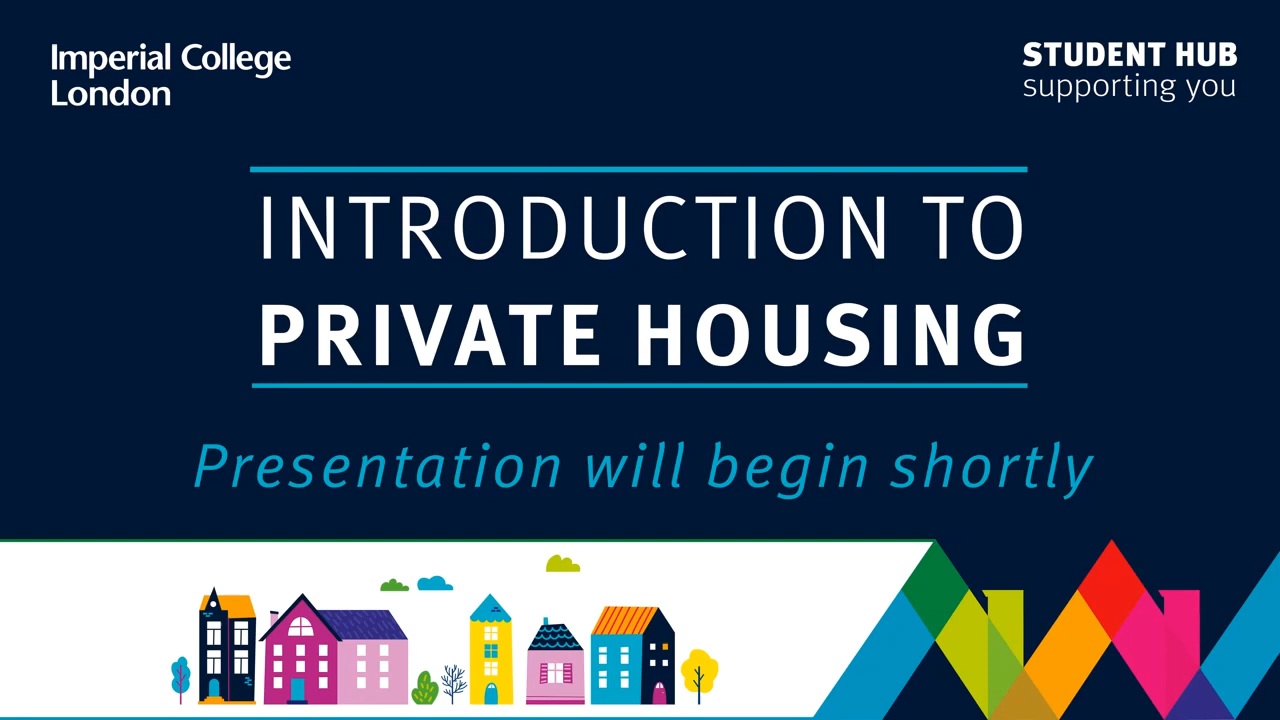 Imperial College
London
STUDENT HUB
supporting you
INTRODUCTION TO
PRIVATE HOUSING
Presentation will begin shortly